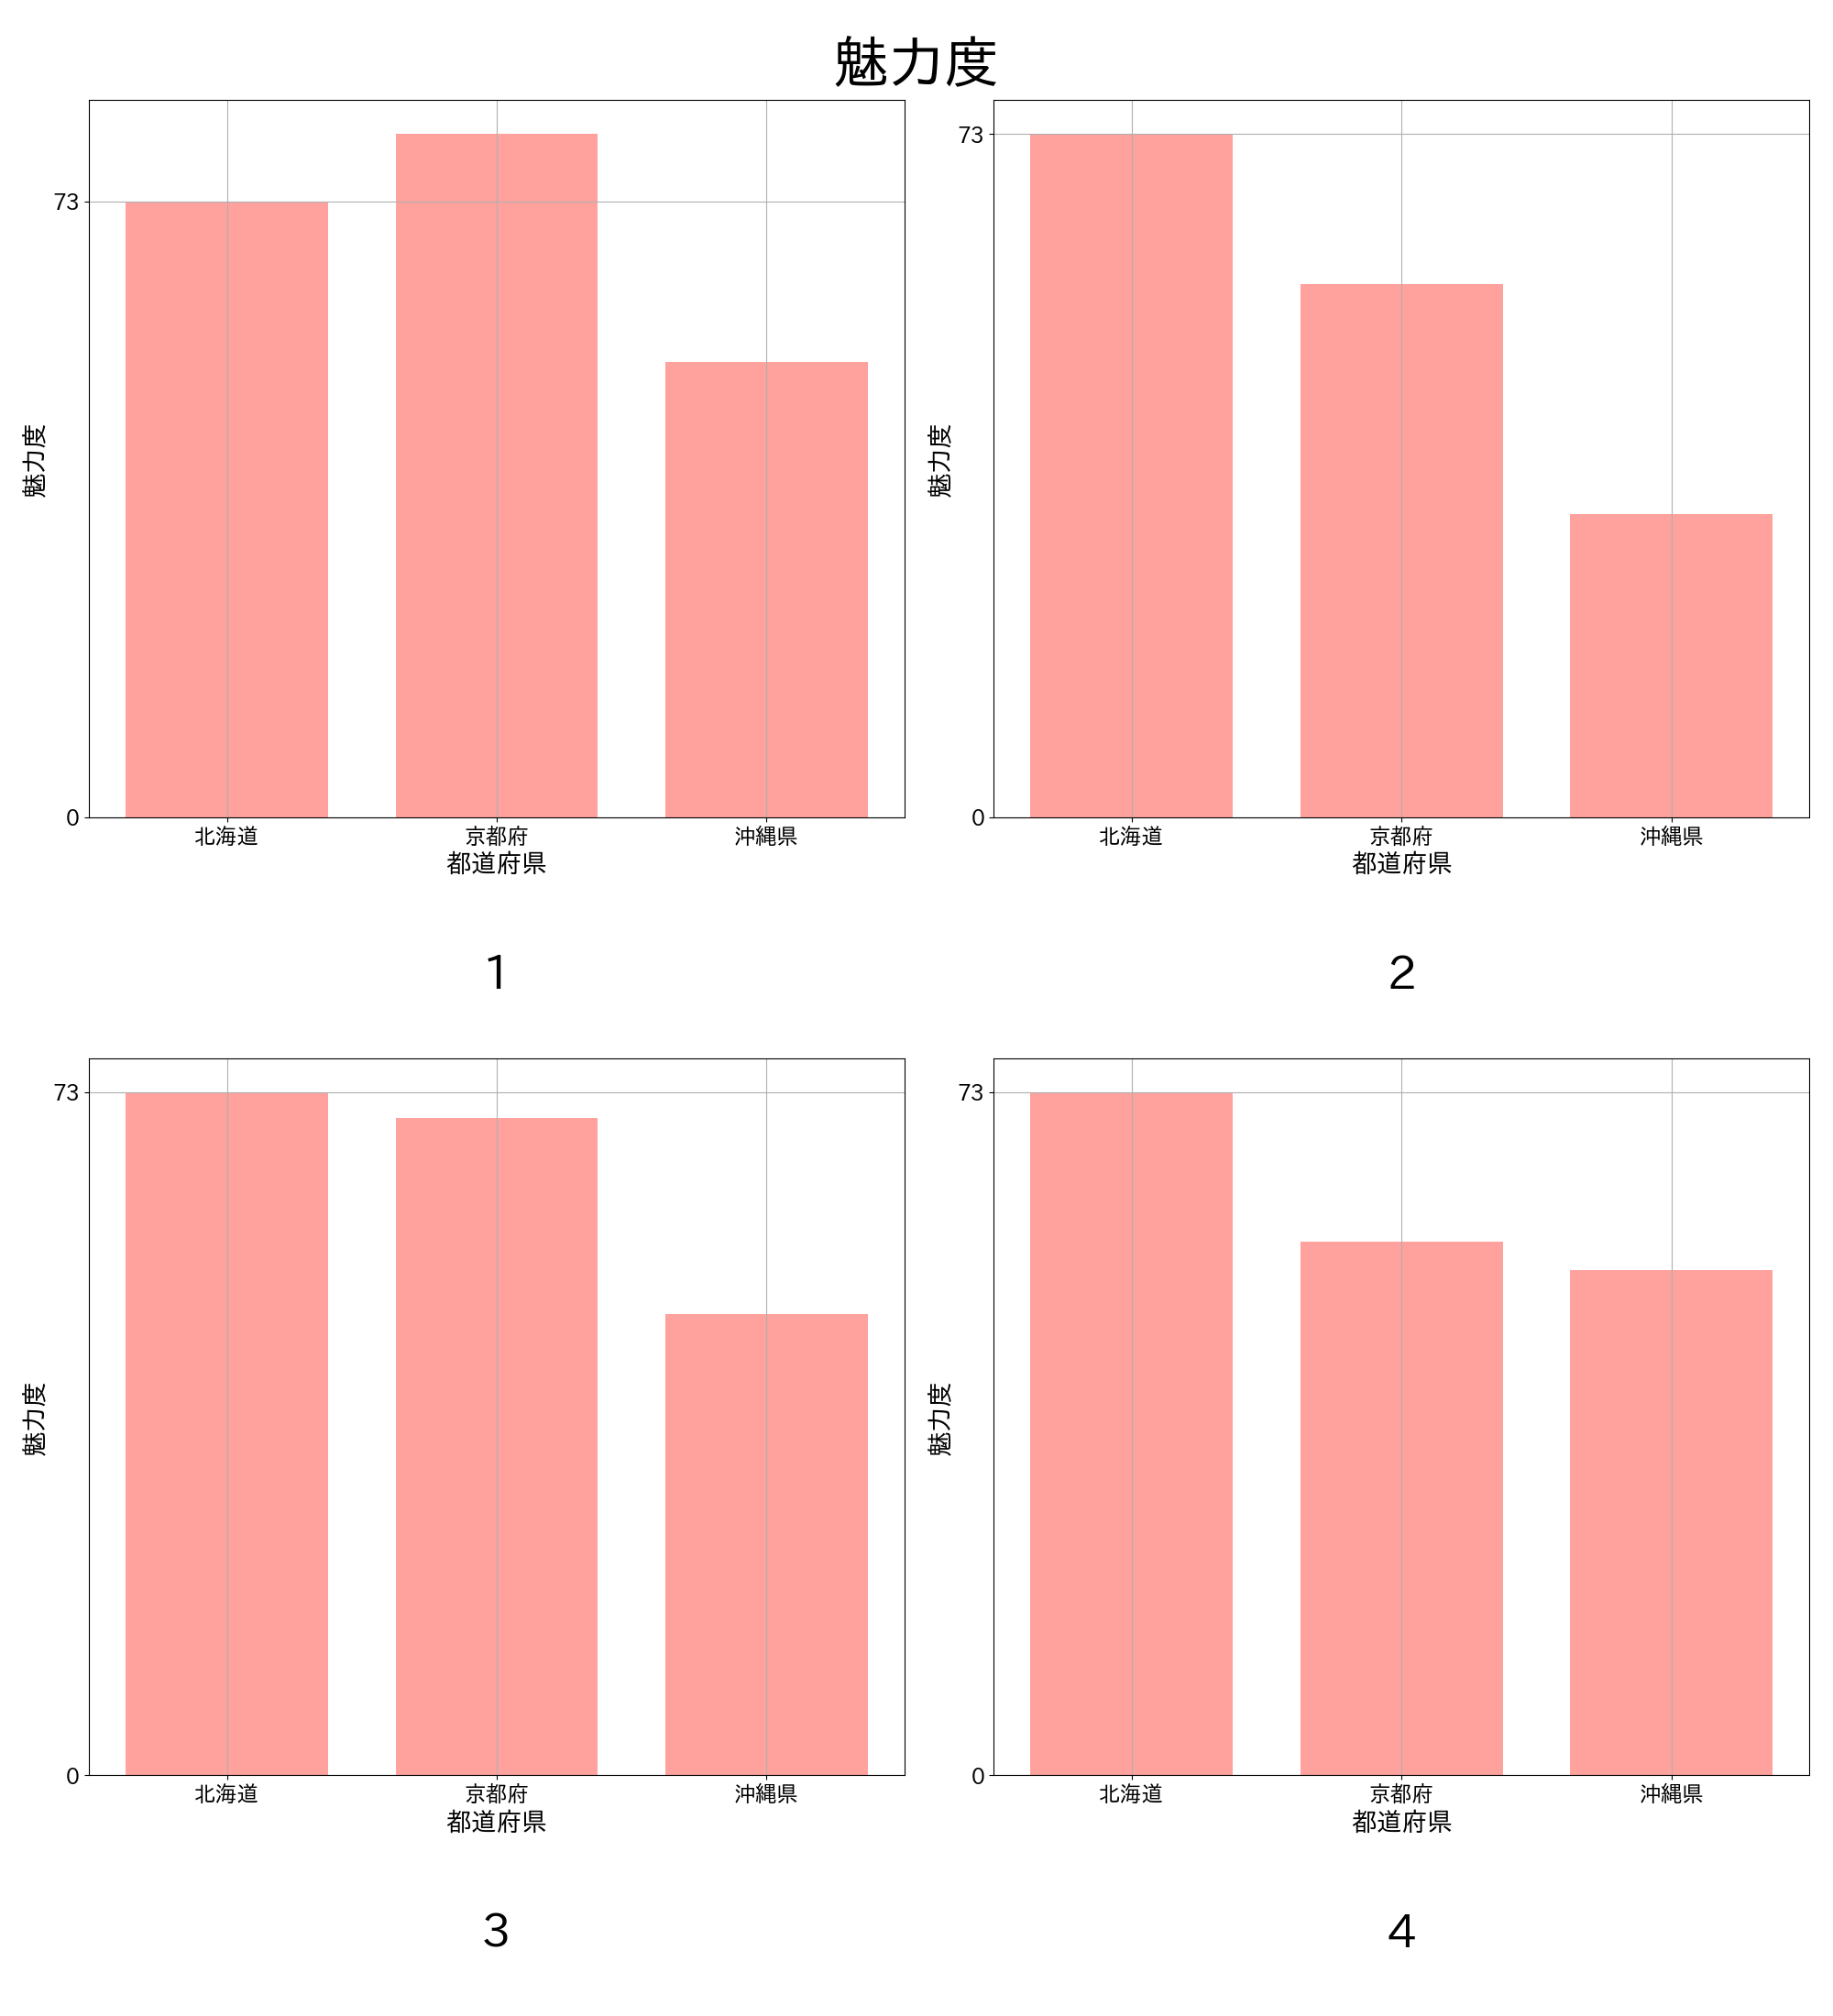 魅力度
73
魅力度
0
北海道 京都府 沖縄県
都道府県
1
73
魅力度
0
北海道 京都府 沖縄県
都道府県
2
73
魅力度
0
北海道 京都府 沖縄県
都道府県
3
73
魅力度
0
北海道 京都府 沖縄県
都道府県
4